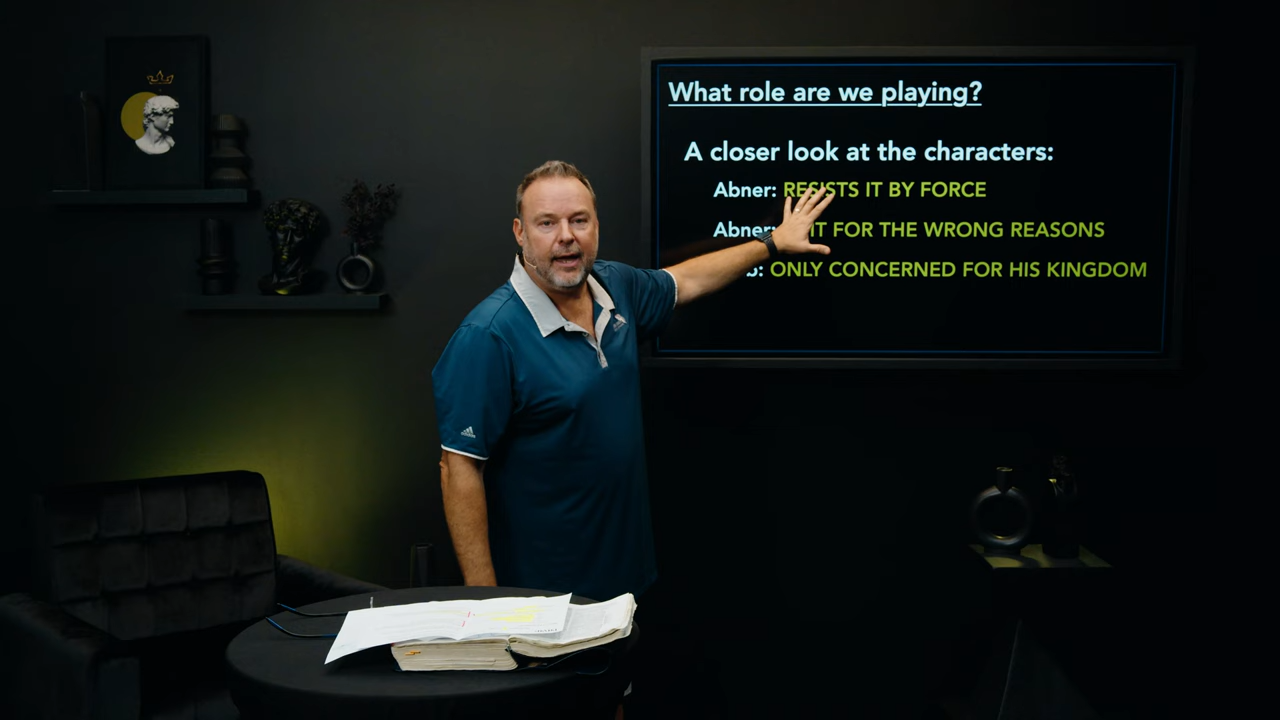 What role are we playing?
A closer look at the characters:
Abner: RESISTS IT BY FORCE
Abner: IT FOR THE WRONG REASONS
ONLY CONCERNED FOR HIS KINGDOM